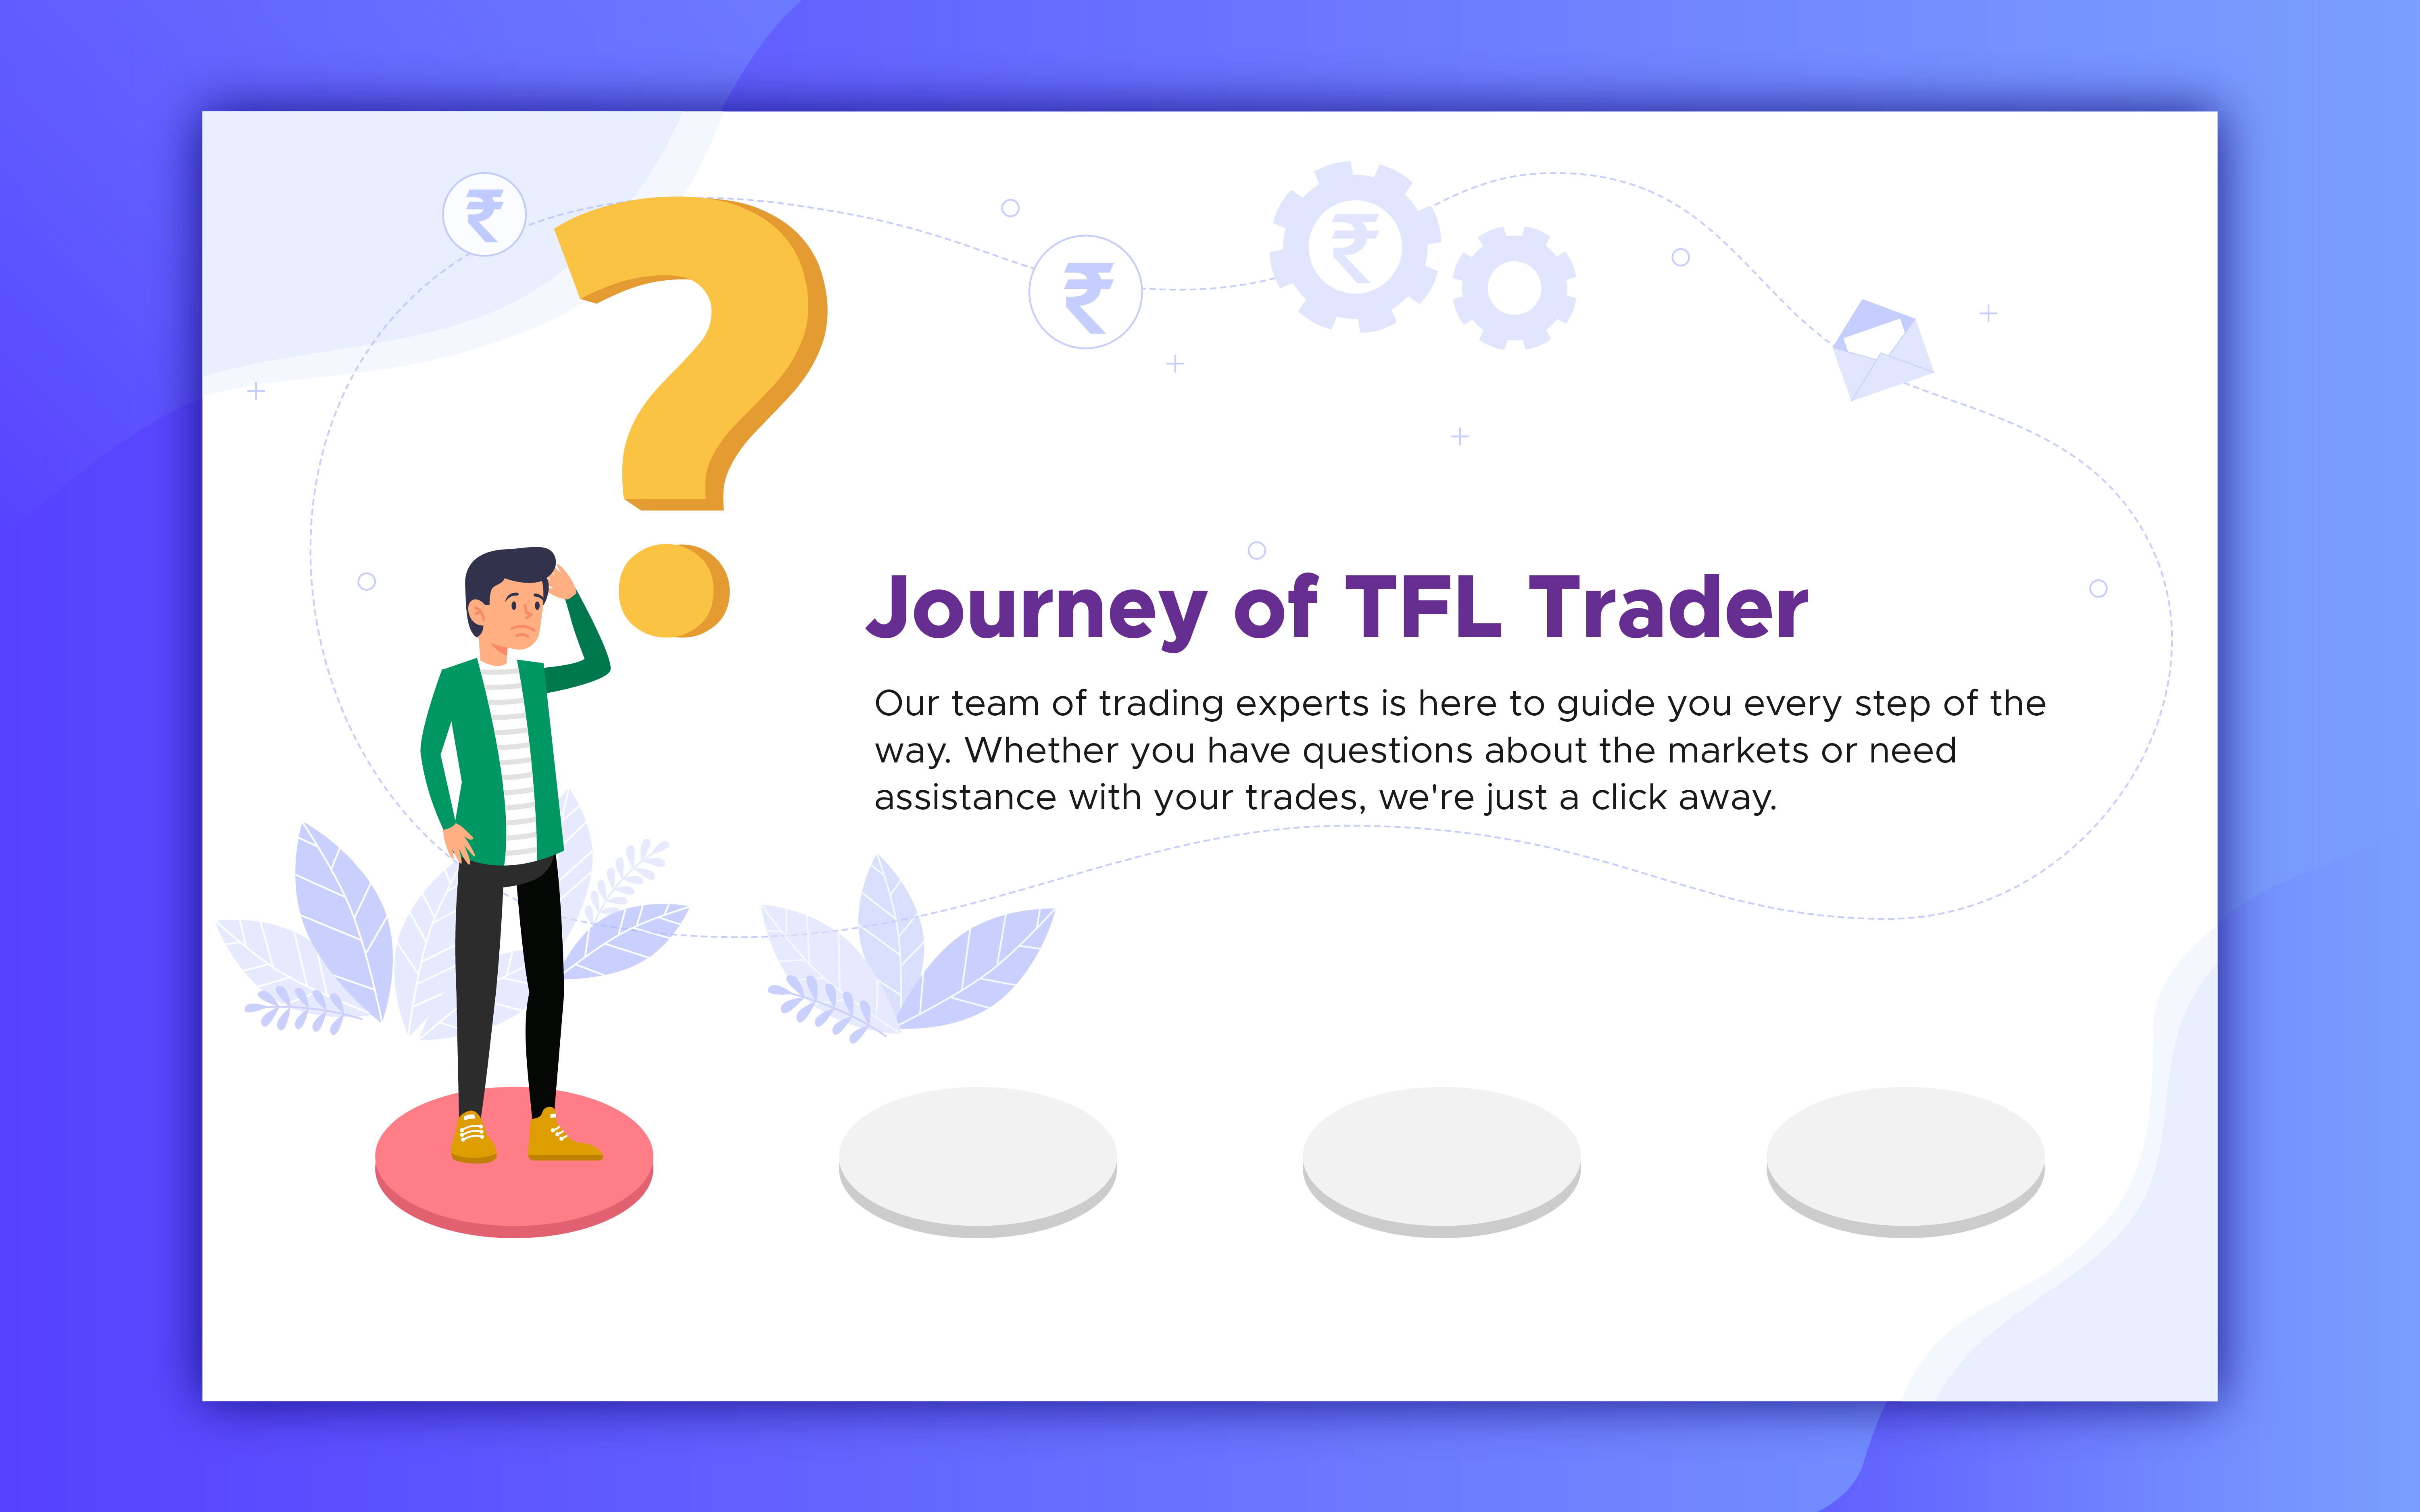 ₹
₹
₹
?
Journey of TFL Trader
Our team of trading experts is here to guide you every step of the
way. Whether you have questions about the markets or need
assistance with your trades, we're just a click away.